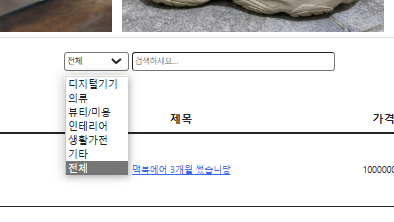 전체
검색하세요...
디지털기기
의류
뷰티/미용
인테리어
생활가전
기타
전체
제목
가격
맥북에어 3개월 썼습니당
1000000